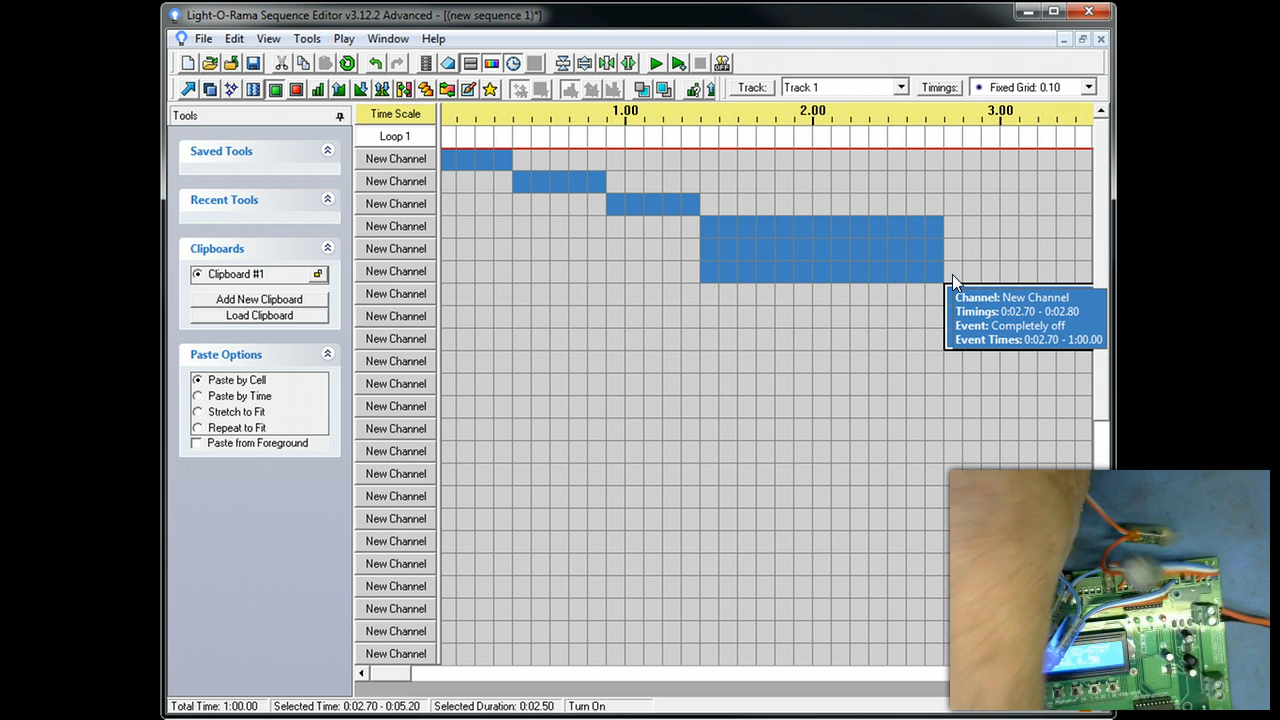 Light-O-Rama Sequence Editor v3.12.2 Advanced - [(new sequence 1)*]
File Edit View Tools Play Window Help
Track: Track 1 Timings: Fixed Grid: 0.10
Tools
Time Scale 1.00 2.00 3.00
Loop 1
Saved Tools
New Channel
New Channel
Recent Tools
New Channel
New Channel
Clipboards
New Channel
Clipboard #1
New Channel
Add New Clipboard
New Channel
Load Clipboard
New Channel
Channel: New Channel
Timings: 0:02.70 - 0:02.80
Event: Completely off
Event Times: 0:02.70 - 1:00.00
New Channel
Paste Options
New Channel
Paste by Cell
New Channel
Paste by Time
New Channel
Stretch to Fit
New Channel
Repeat to Fit
Paste from Foreground
New Channel
New Channel
New Channel
New Channel
New Channel
New Channel
New Channel
New Channel
New Channel
New Channel
Total Time: 1:00.00 Selected Time: 0:02.70 - 0:05.20 Selected Duration: 0:02.50 Turn On